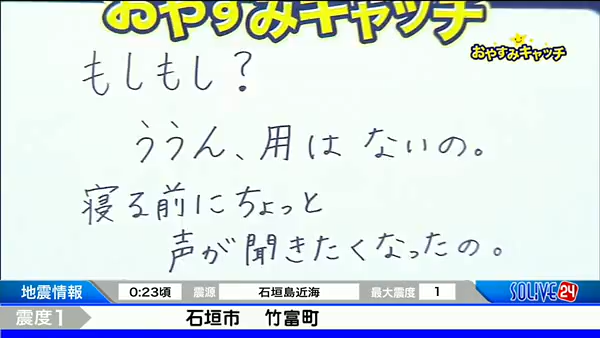 おやすみキャッチ
おやすみキャッチ
もしもし？
ううん、用はないの。
寝る前にちょっと
声が聞きたくなったの。
地震情報 0:23頃 震源 石垣島近海 最大震度 1 SOLiVE24
震度1 石垣市 竹富町